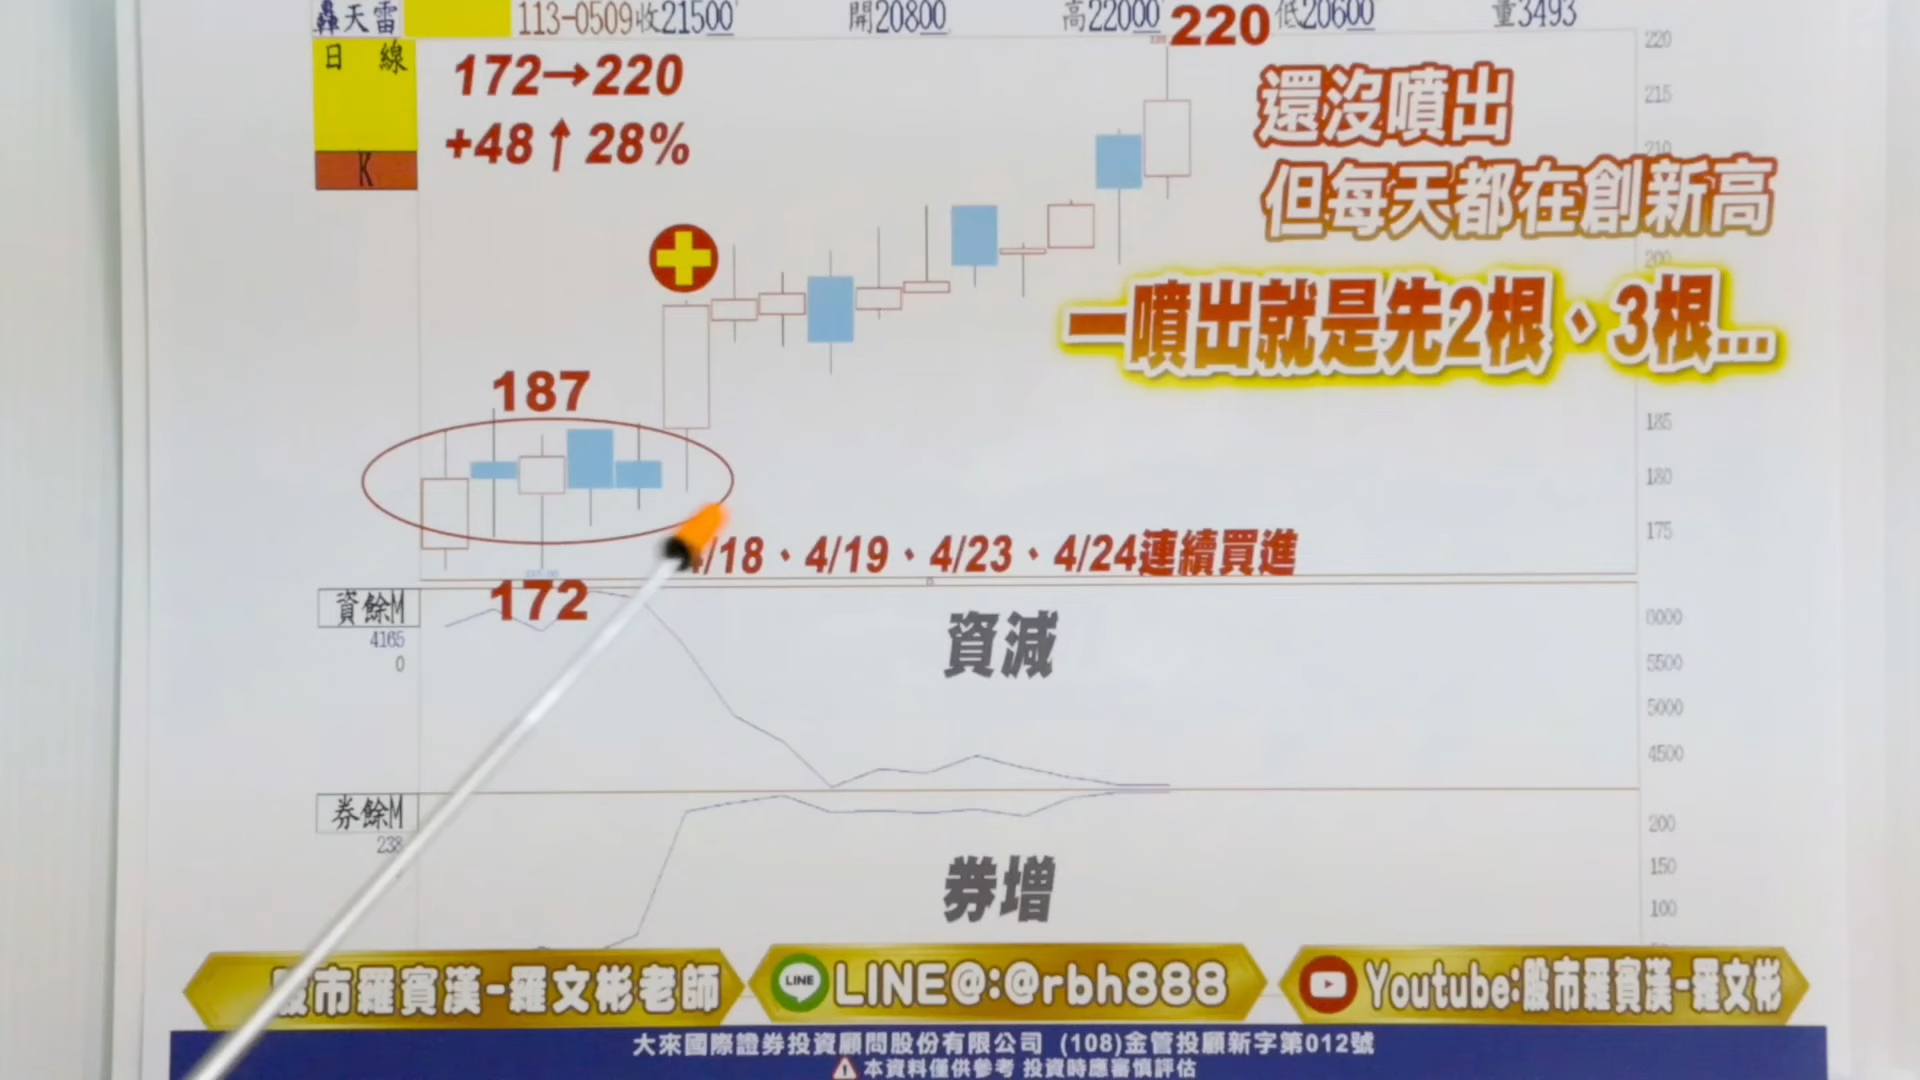 轟天雷 113-0509收21500 開20800 高22000 220 低20600 量3493
日 線
K
172→220
+48↑28%
還沒噴出
但每天都在創新高
一噴出就是先2根、3根...
187
172
/18、4/19、4/23、4/24連續買進
220
215
210
200
185
180
175
資餘M
4165
0
資減
6000
5500
5000
4500
券餘M
238
券增
200
150
100
股市羅賓漢-羅文彬老師
LINE LINE@:@rbh888
Youtube:股市羅賓漢-羅文彬
大來國際證券投資顧問股份有限公司 (108)金管投顧新字第012號
本資料僅供參考 投資時應審慎評估